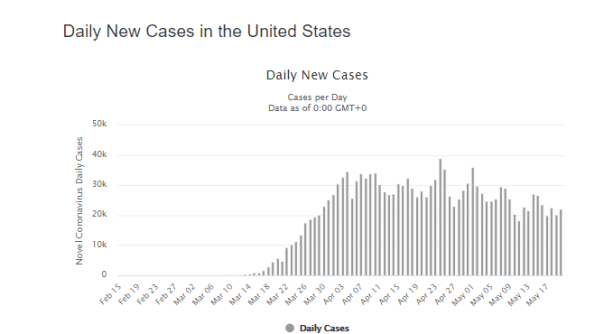 Daily New Cases in the United States
Daily New Cases
Cases per Day
Data as of 0:00 GMT+0
Novel Coronavirus Daily Cases
50k
40k
30k
20k
10k
0
Feb 15
Feb 19
Feb 23
Feb 27
Mar 02
Mar 06
Mar 10
Mar 14
Mar 18
Mar 22
Mar 26
Mar 30
Apr 03
Apr 07
Apr 11
Apr 15
Apr 19
Apr 23
Apr 27
May 01
May 05
May 09
May 13
May 17
Daily Cases